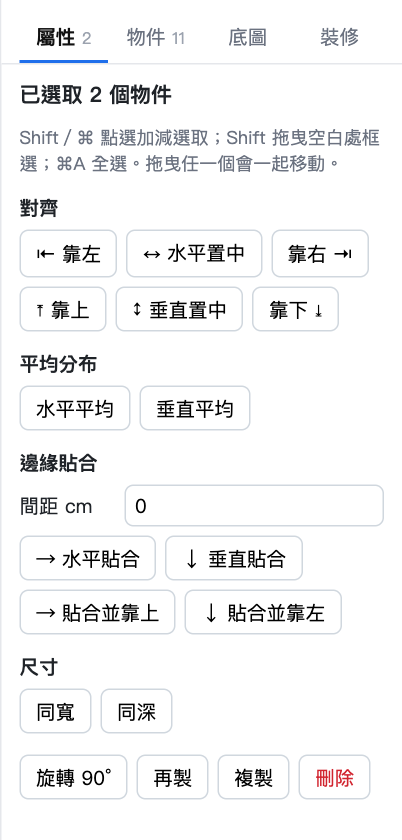 屬性 2 物件 11 底圖 裝修
已選取 2 個物件
Shift / ⌘ 點選加減選取；Shift 拖曳空白處框
選；⌘A 全選。拖曳任一個會一起移動。
對齊
⇤ 靠左 ↔ 水平置中 靠右 ⇥
⤒ 靠上 ↕ 垂直置中 靠下 ⤓
平均分布
水平平均 垂直平均
邊緣貼合
間距 cm 0
→ 水平貼合 ↓ 垂直貼合
→ 貼合並靠上 ↓ 貼合並靠左
尺寸
同寬 同深
旋轉 90° 再製 複製 刪除